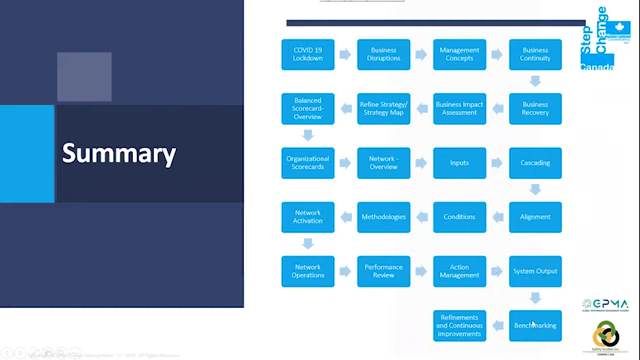 Summary
COVID 19
Lockdown
Business
Disruptions
Management
Concepts
Business
Continuity
Balanced
Scorecard-
Overview
Refine Strategy/
Strategy Map
Business Impact
Assessment
Business
Recovery
Organizational
Scorecards
Network -
Overview
Inputs
Cascading
Network
Activation
Methodologies
Conditions
Alignment
Network
Operations
Performance
Review
Action
Management
System Output
Refinements
and Continuous
improvements
Benchmarking
Step
Change
Canada
GPMA